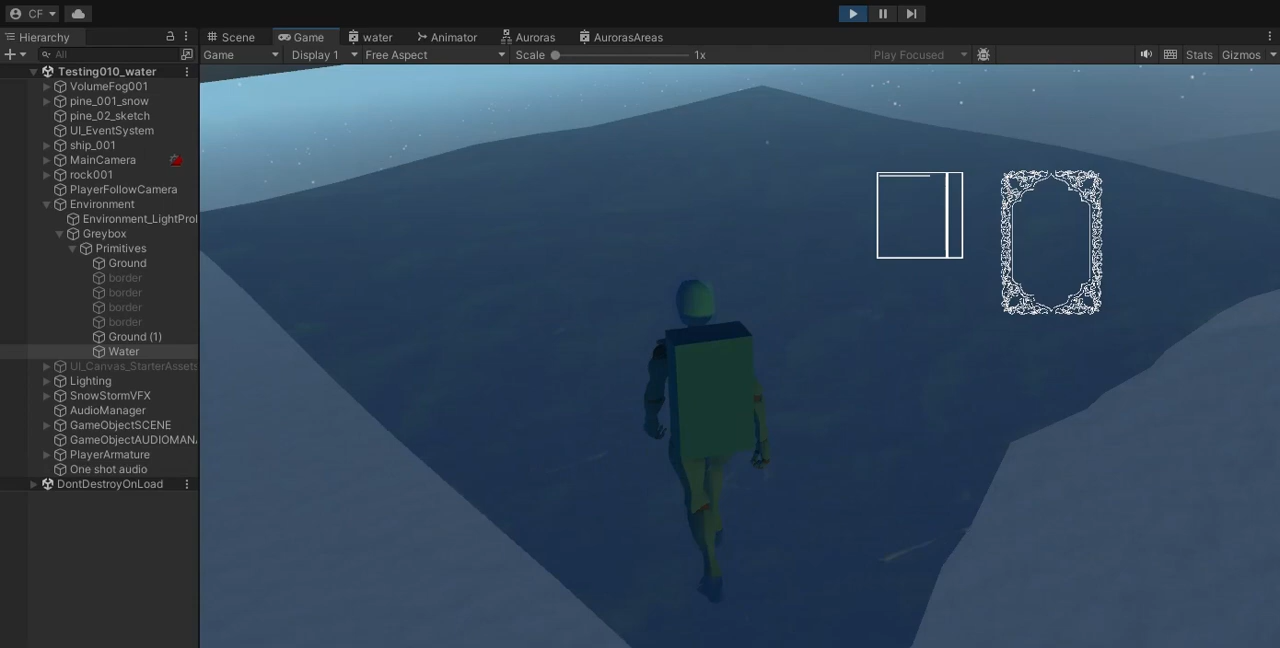 CF
Hierarchy
Scene Game water Animator Auroras AurorasAreas
All
Game Display 1 Free Aspect Scale 1x Play Focused Stats Gizmos
Testing010_water
VolumeFog001
pine_001_snow
pine_02_sketch
UI_EventSystem
ship_001
MainCamera
rock001
PlayerFollowCamera
Environment
Environment_LightProl
Greybox
Primitives
Ground
border
border
border
border
Ground (1)
Water
UI_Canvas_StarterAssets
Lighting
SnowStormVFX
AudioManager
GameObjectSCENE
GameObjectAUDIOMANA
PlayerArmature
One shot audio
DontDestroyOnLoad